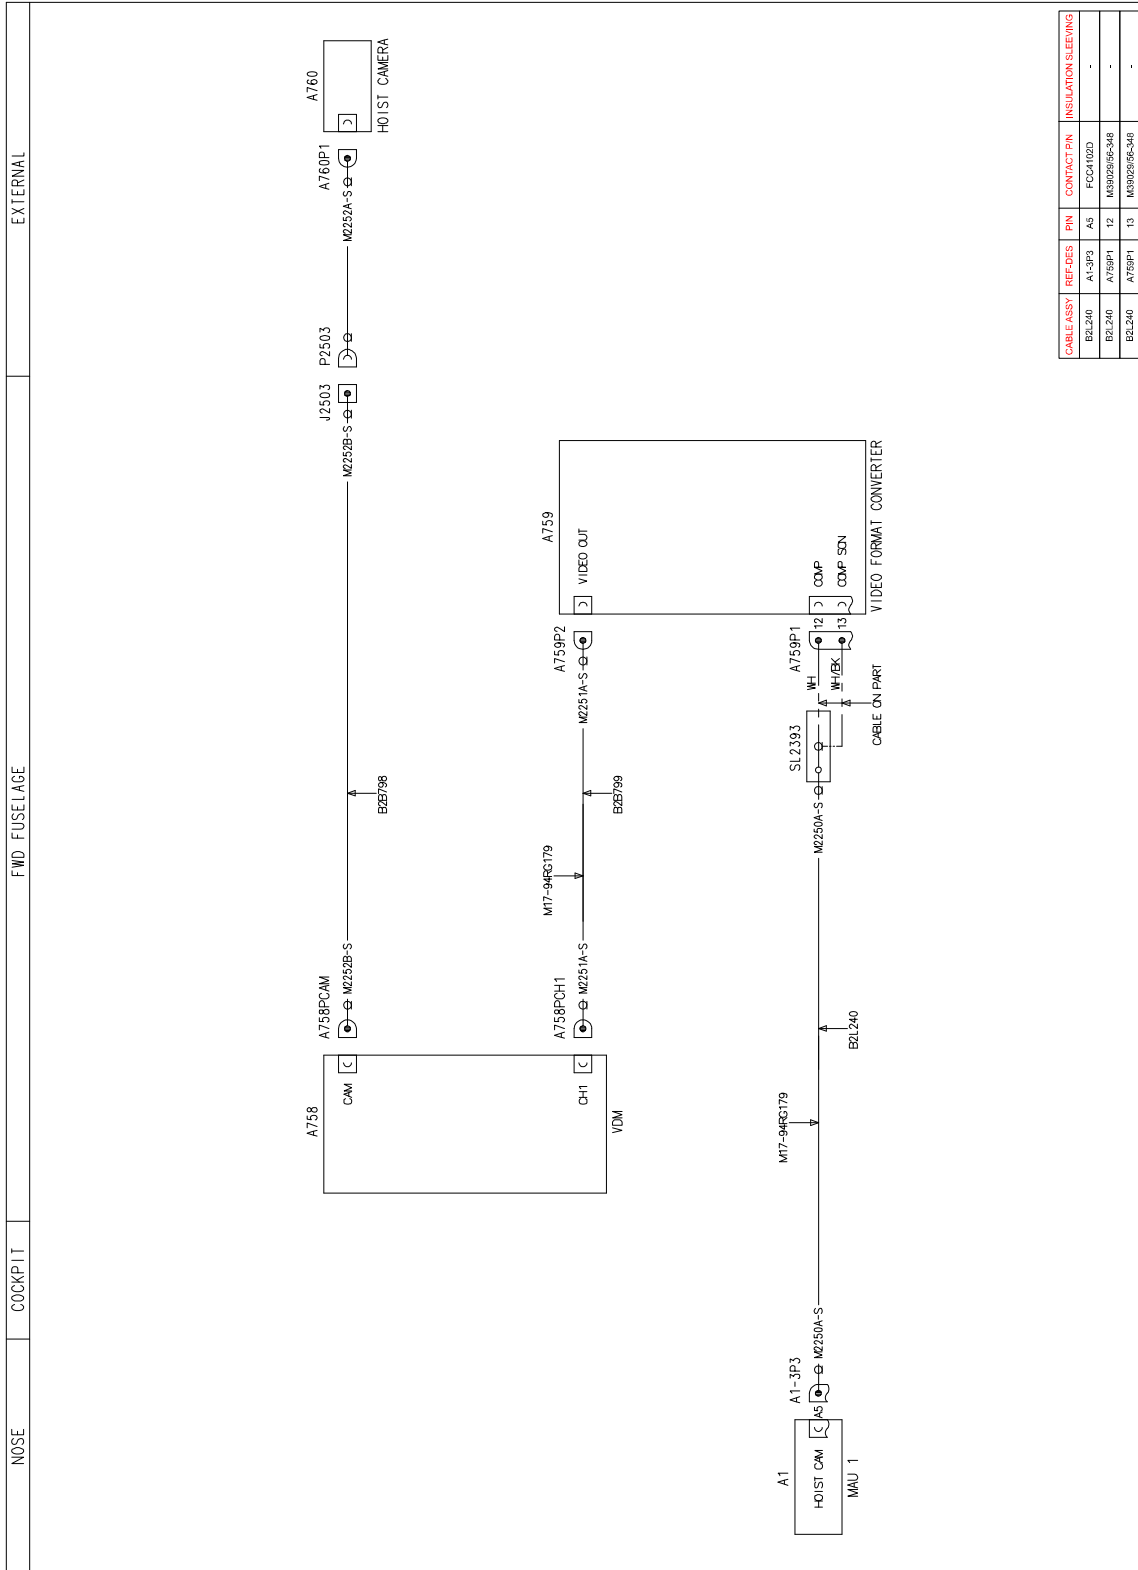 NOSE
COCKPIT
FWD FUSELAGE
EXTERNAL
A760
HOIST CAMERA
A760P1
M2252A-S
P2503
J2503
M2252B-S
B2B798
M2252B-S
A758PCAM
A758
CAM
CH1
VDM
A758PCH1
M2251A-S
M17-94RG179
B2B799
M2251A-S
A759P2
A759
VIDEO OUT
COMP
COMP SCN
VIDEO FORMAT CONVERTER
A759P1
12
13
WH
WH/BK
CABLE ON PART
SL2393
M2250A-S
B2L240
M17-94RG179
M2250A-S
A1-3P3
A5
A1
HOIST CAM
MAU 1
CABLE ASSY REF-DES PIN CONTACT P/N INSULATION SLEEVING
B2L240 A1-3P3 A5 FCC4102D -
B2L240 A759P1 12 M39029/56-348 -
B2L240 A759P1 13 M39029/56-348 -